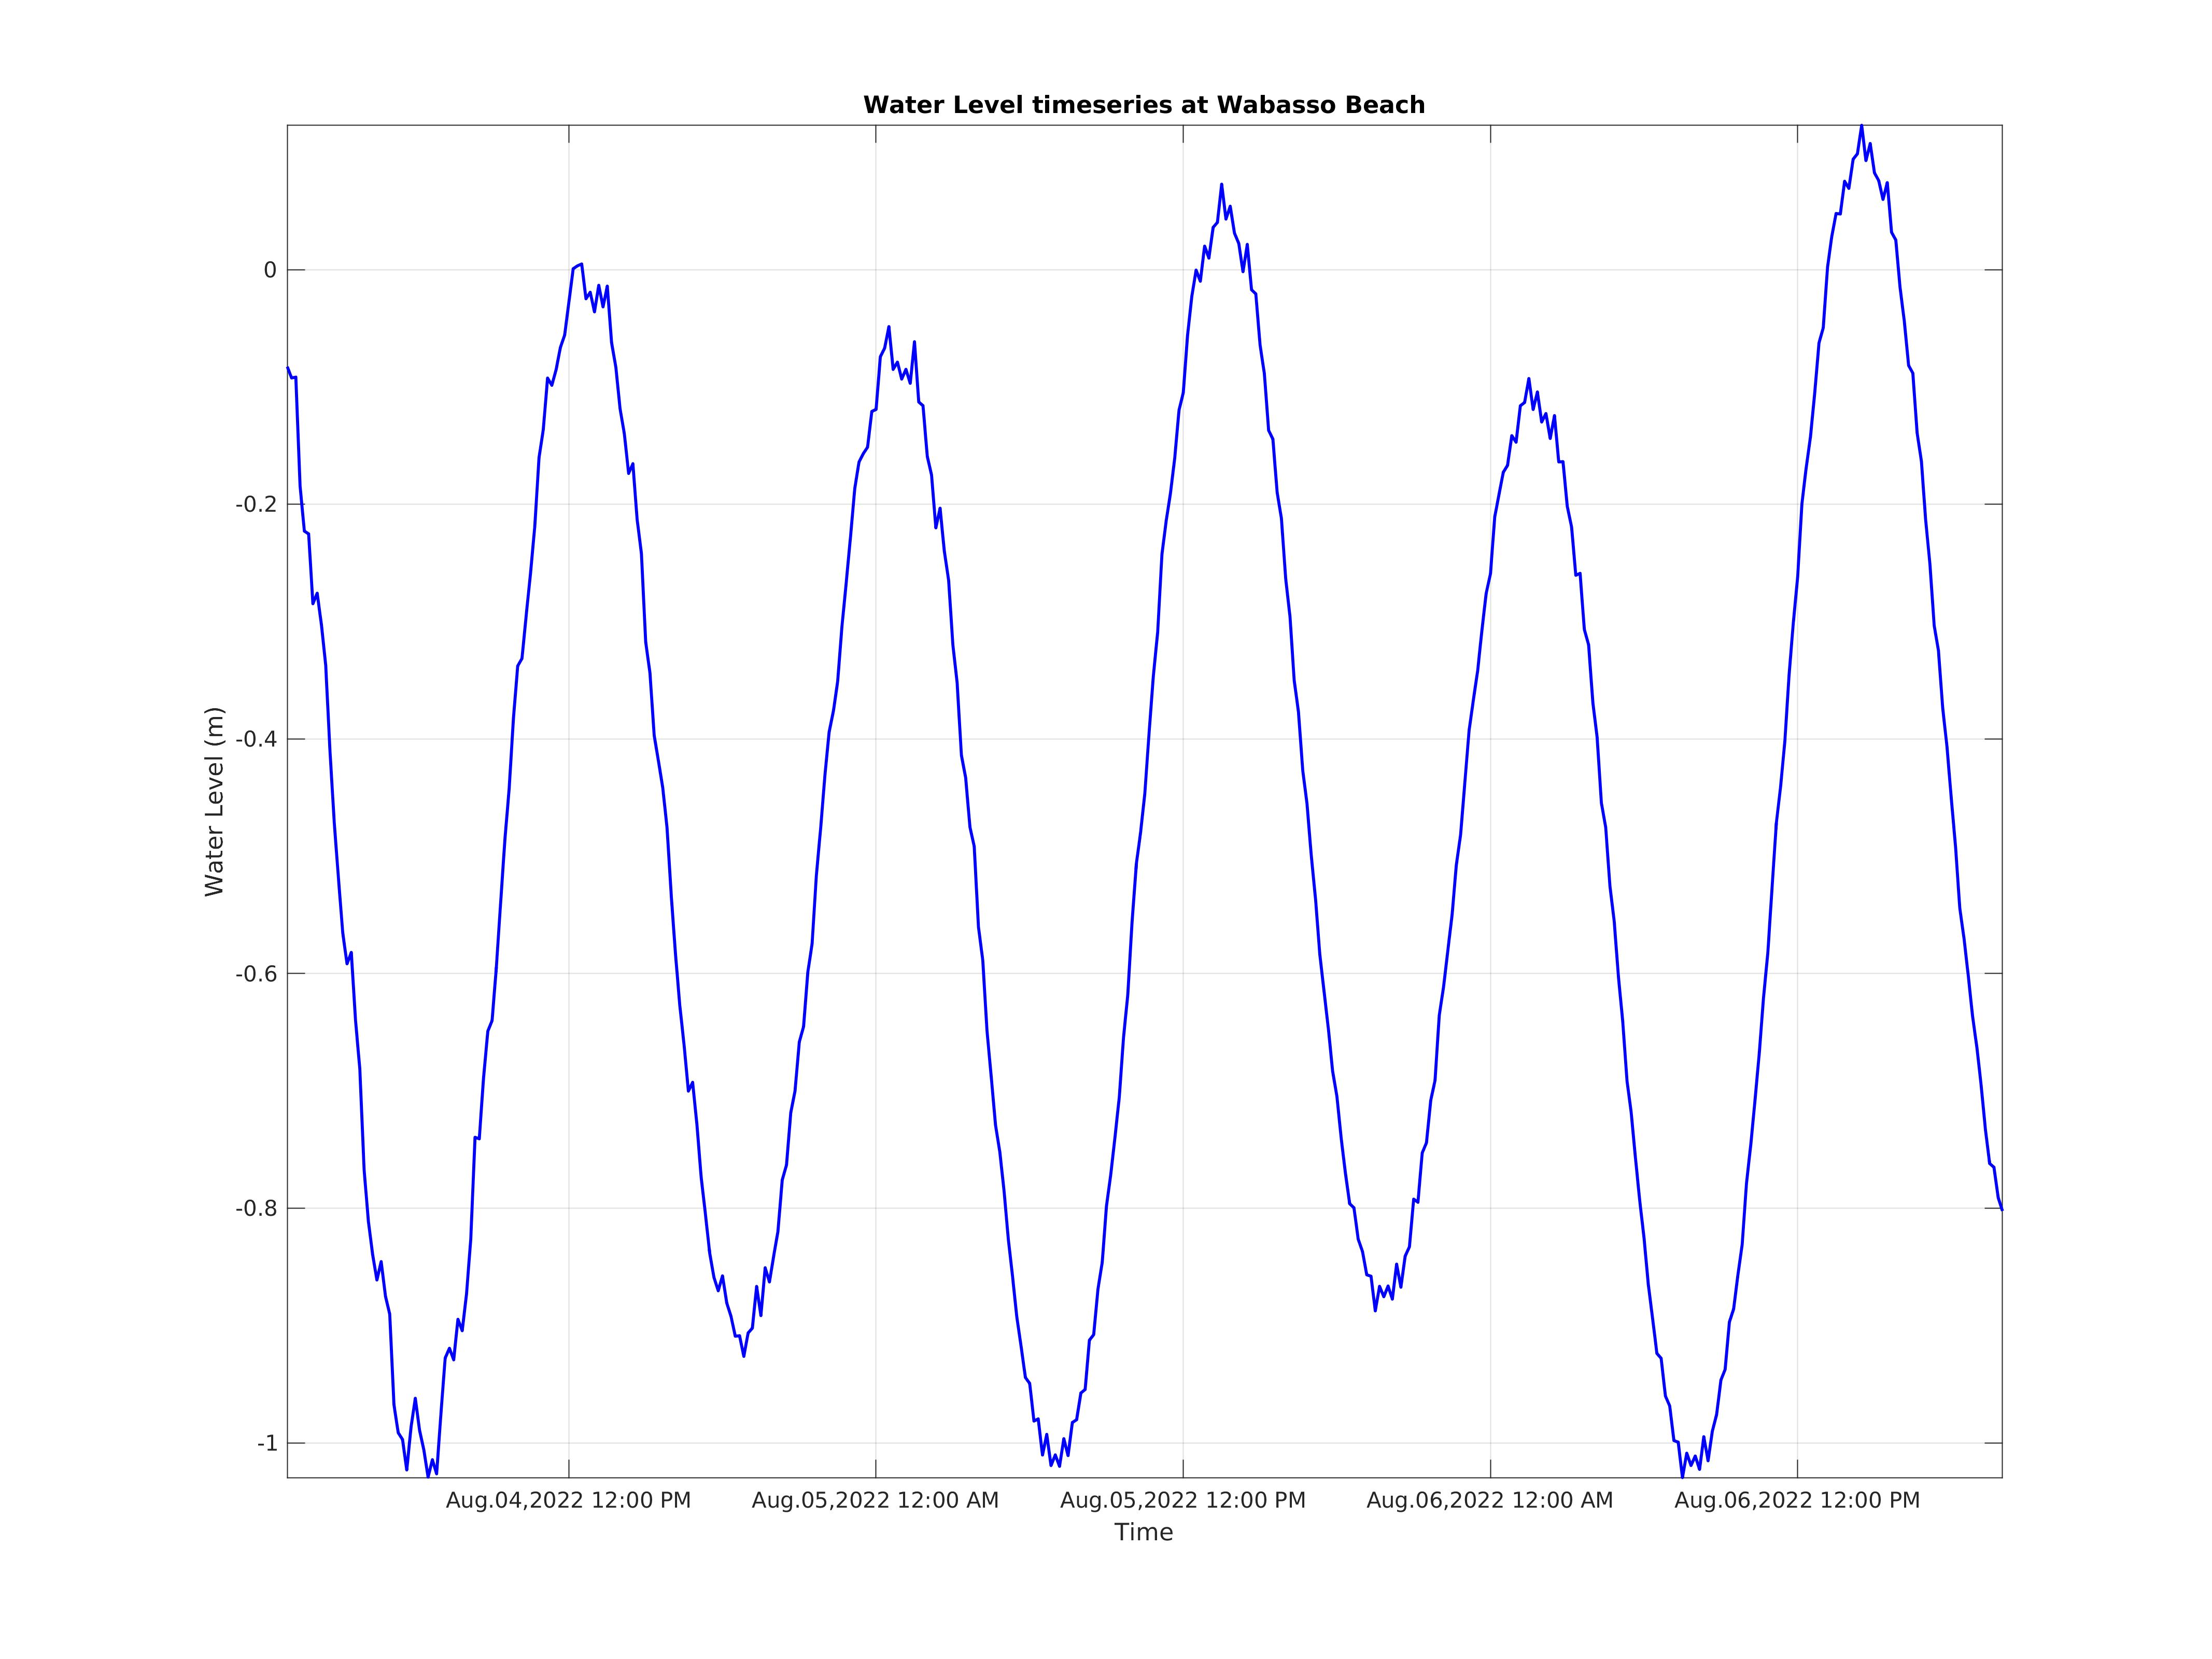 Water Level timeseries at Wabasso Beach
0
-0.2
-0.4
-0.6
-0.8
-1
Water Level (m)
Aug.04,2022 12:00 PM
Aug.05,2022 12:00 AM
Aug.05,2022 12:00 PM
Aug.06,2022 12:00 AM
Aug.06,2022 12:00 PM
Time